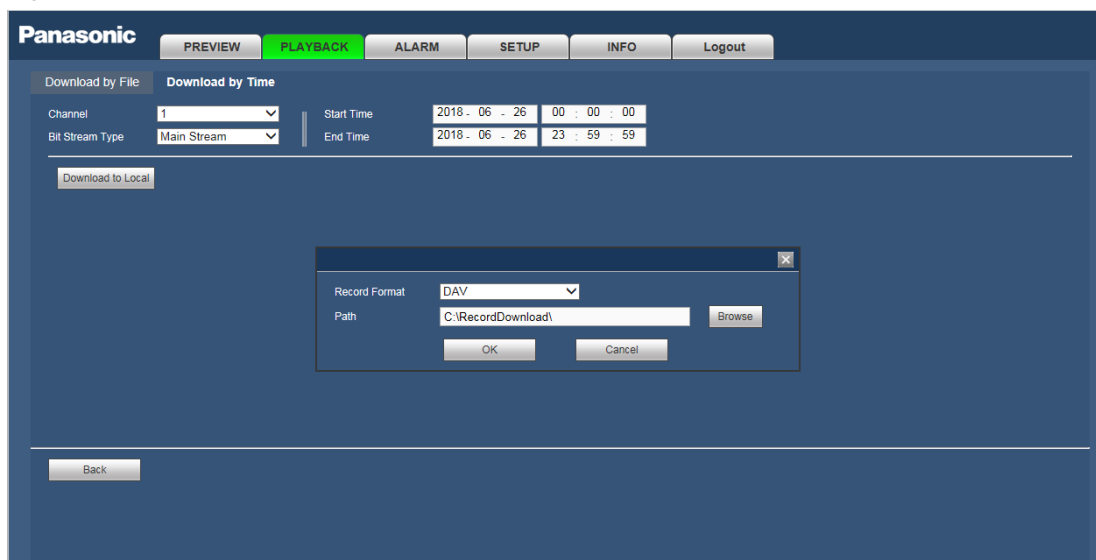 Panasonic
PREVIEW PLAYBACK ALARM SETUP INFO Logout
Download by File Download by Time
Channel 1 Start Time 2018 - 06 - 26 00 : 00 : 00
Bit Stream Type Main Stream End Time 2018 - 06 - 26 23 : 59 : 59
Download to Local
Record Format DAV
Path C:\RecordDownload\ Browse
OK Cancel
Back